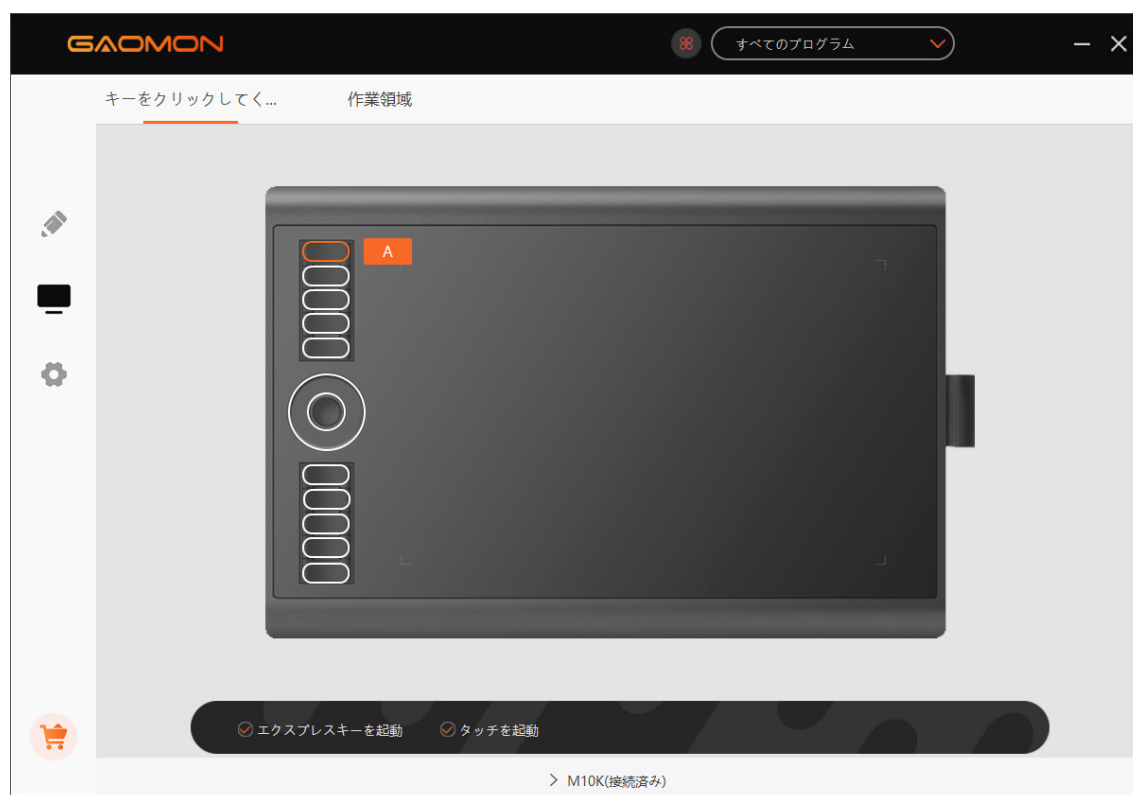 GAOMON
すべてのプログラム
キーをクリックしてく...
作業領域
A
エクスプレスキーを起動
タッチを起動
M10K(接続済み)